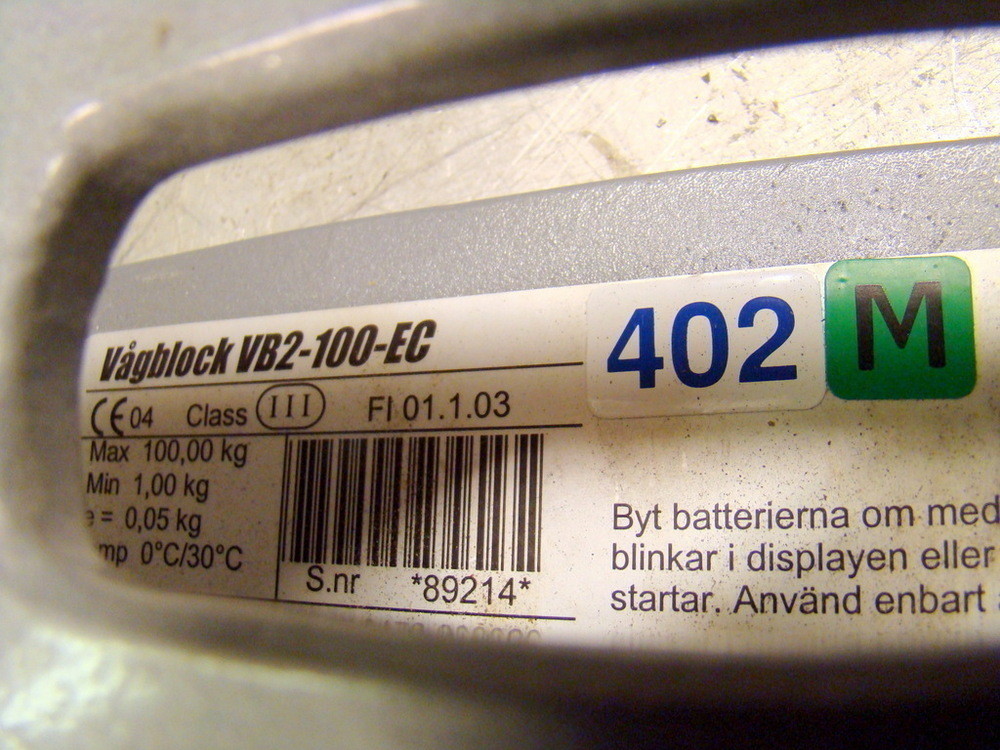 Vågblock VB2-100-EC
402
M
CE 04 Class III FI 01.1.03
Max 100,00 kg
Min 1,00 kg
e = 0,05 kg
mp 0°C/30°C
S.nr *89214*
Byt batterierna om med
blinkar i displayen eller
startar. Använd enbart